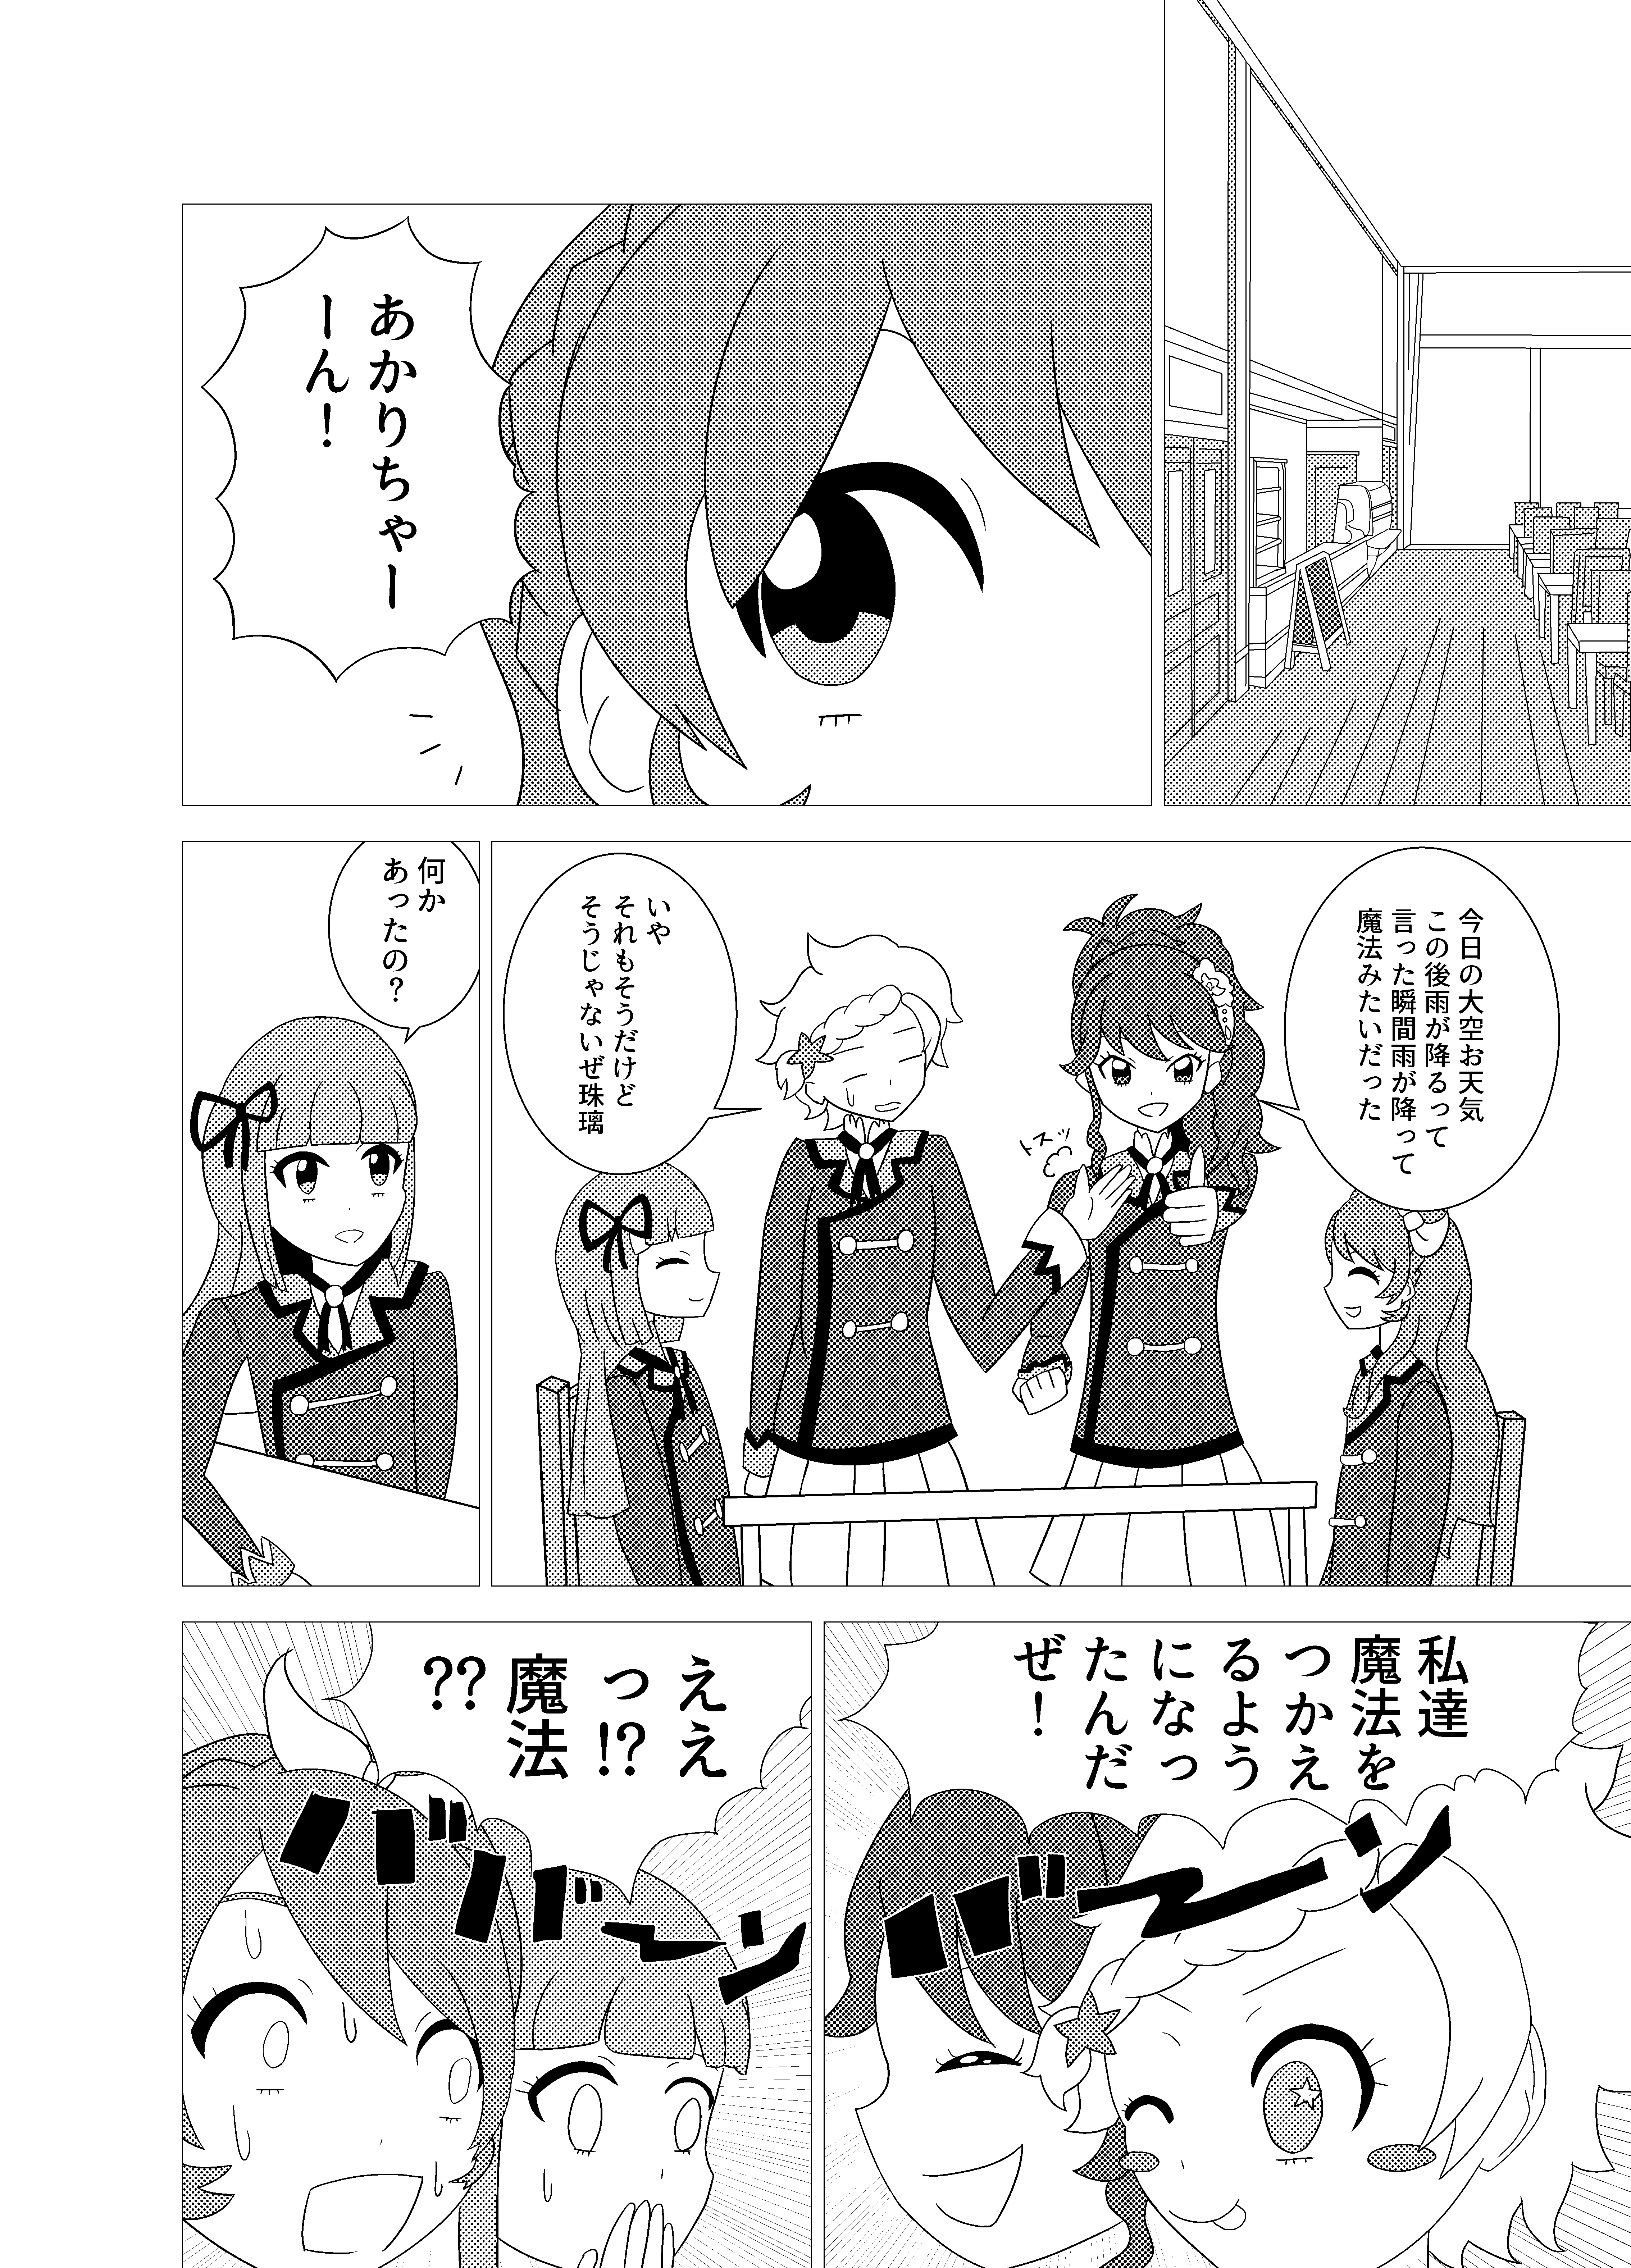 あかりちゃー
ーん！
今日の大空お天気
この後雨が降るって
言った瞬間雨が降って
魔法みたいだった
トスッ
いや
それもそうだけど
そうじゃないぜ珠璃
何か
あったの？
私達
魔法を
つかえ
るよう
になっ
たんだ
ぜ！
バーン
ええ
っ!?
魔法
??
ババーン